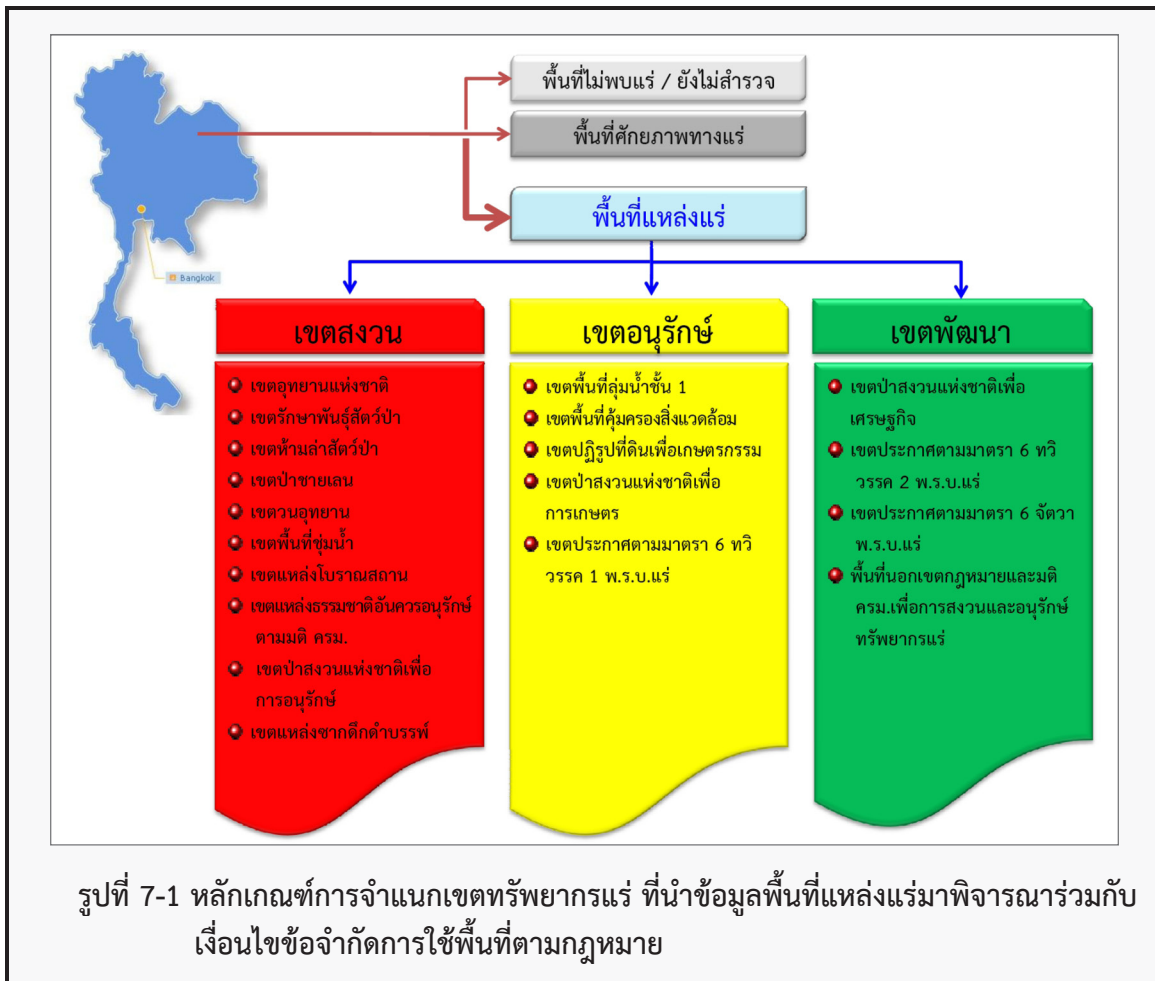 พื้นที่ไม่พบแร่ / ยังไม่สำรวจ
พื้นที่ศักยภาพทางแร่
พื้นที่แหล่งแร่
Bangkok
เขตสงวน
เขตอุทยานแห่งชาติ
เขตรักษาพันธุ์สัตว์ป่า
เขตห้ามล่าสัตว์ป่า
เขตป่าชายเลน
เขตวนอุทยาน
เขตพื้นที่ชุ่มน้ำ
เขตแหล่งโบราณสถาน
เขตแหล่งธรรมชาติอันควรอนุรักษ์
ตามมติ ครม.
เขตป่าสงวนแห่งชาติเพื่อ
การอนุรักษ์
เขตแหล่งซากดึกดำบรรพ์
เขตอนุรักษ์
เขตพื้นที่ลุ่มน้ำชั้น 1
เขตพื้นที่คุ้มครองสิ่งแวดล้อม
เขตปฏิรูปที่ดินเพื่อเกษตรกรรม
เขตป่าสงวนแห่งชาติเพื่อ
การเกษตร
เขตประกาศตามมาตรา 6 ทวิ
วรรค 1 พ.ร.บ.แร่
เขตพัฒนา
เขตป่าสงวนแห่งชาติเพื่อ
เศรษฐกิจ
เขตประกาศตามมาตรา 6 ทวิ
วรรค 2 พ.ร.บ.แร่
เขตประกาศตามมาตรา 6 จัตวา
พ.ร.บ.แร่
พื้นที่นอกเขตกฎหมายและมติ
ครม.เพื่อการสงวนและอนุรักษ์
ทรัพยากรแร่
รูปที่ 7-1 หลักเกณฑ์การจำแนกเขตทรัพยากรแร่ ที่นำข้อมูลพื้นที่แหล่งแร่มาพิจารณาร่วมกับ
เงื่อนไขข้อจำกัดการใช้พื้นที่ตามกฎหมาย